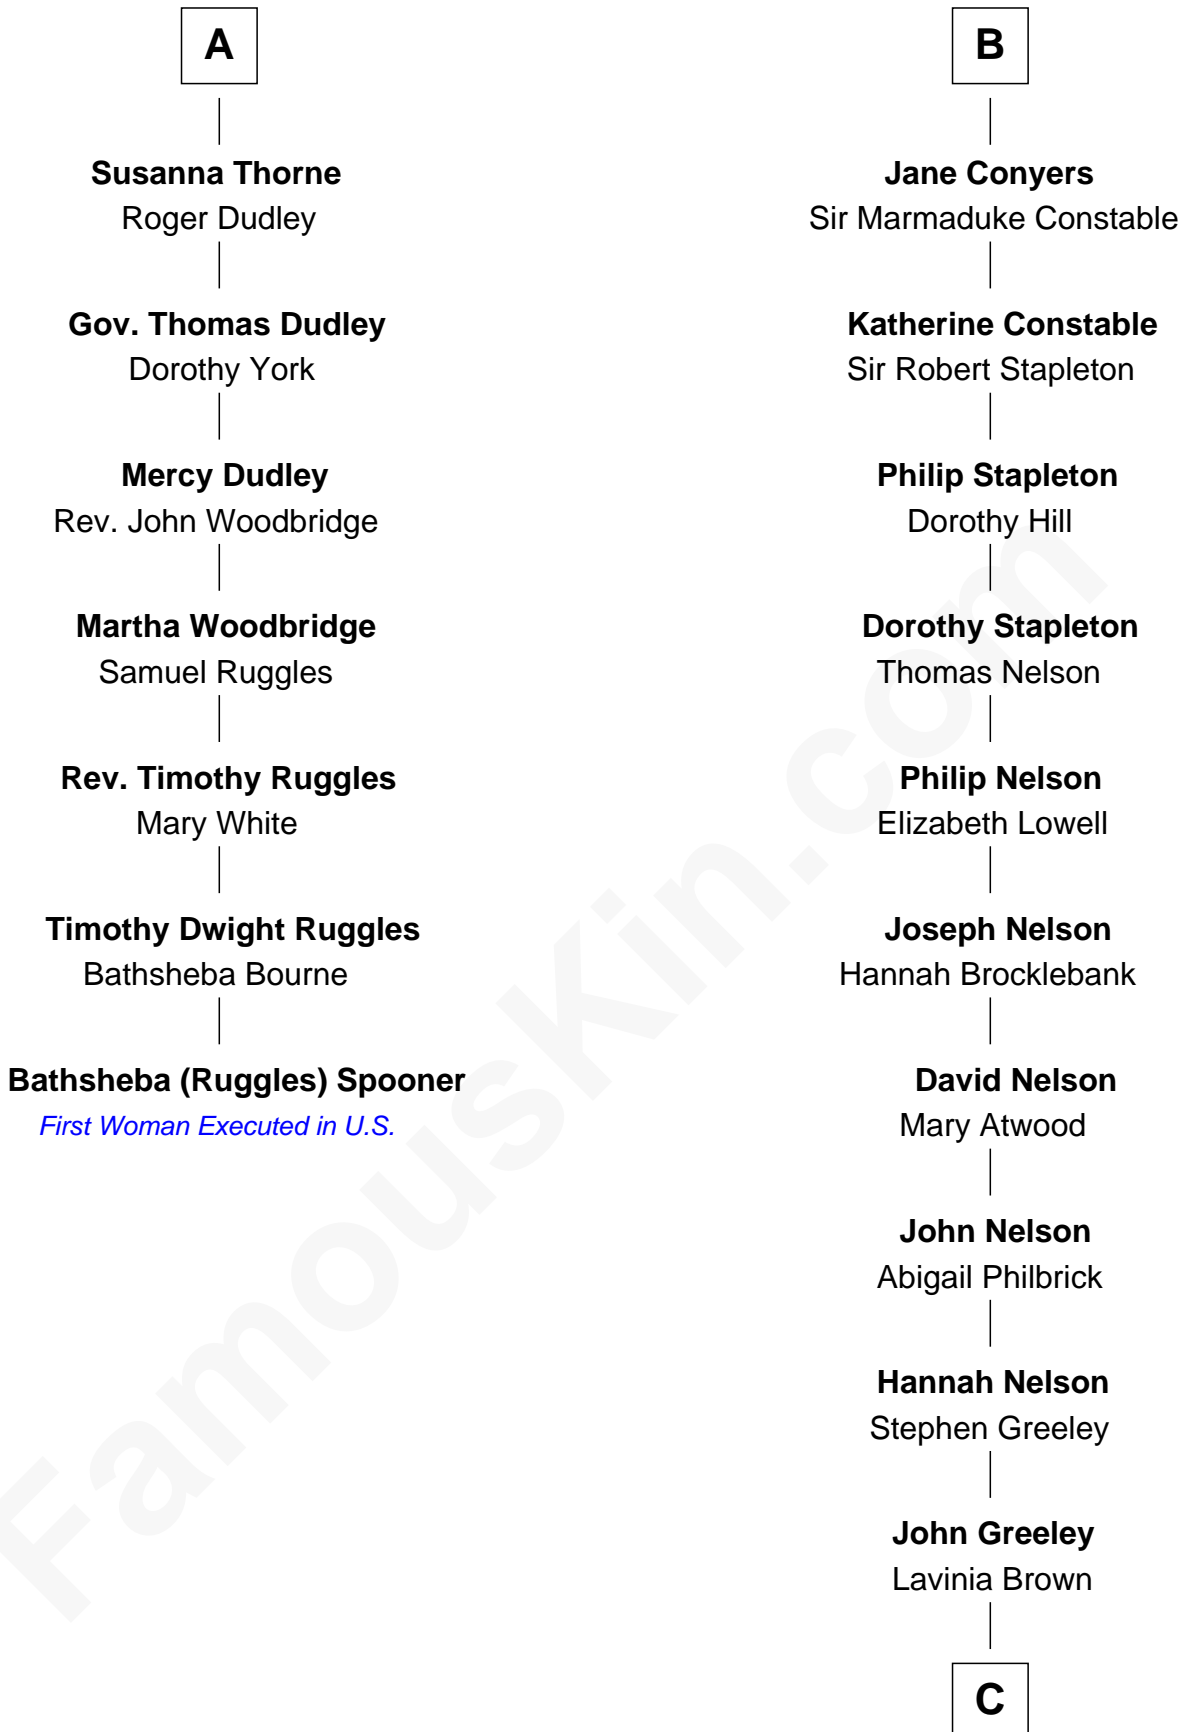 A
Susanna Thorne
Roger Dudley
Gov. Thomas Dudley
Dorothy York
Mercy Dudley
Rev. John Woodbridge
Martha Woodbridge
Samuel Ruggles
Rev. Timothy Ruggles
Mary White
Timothy Dwight Ruggles
Bathsheba Bourne
Bathsheba (Ruggles) Spooner
First Woman Executed in U.S.
B
Jane Conyers
Sir Marmaduke Constable
Katherine Constable
Sir Robert Stapleton
Philip Stapleton
Dorothy Hill
Dorothy Stapleton
Thomas Nelson
Philip Nelson
Elizabeth Lowell
Joseph Nelson
Hannah Brocklebank
David Nelson
Mary Atwood
John Nelson
Abigail Philbrick
Hannah Nelson
Stephen Greeley
John Greeley
Lavinia Brown
C
FamousKin.com